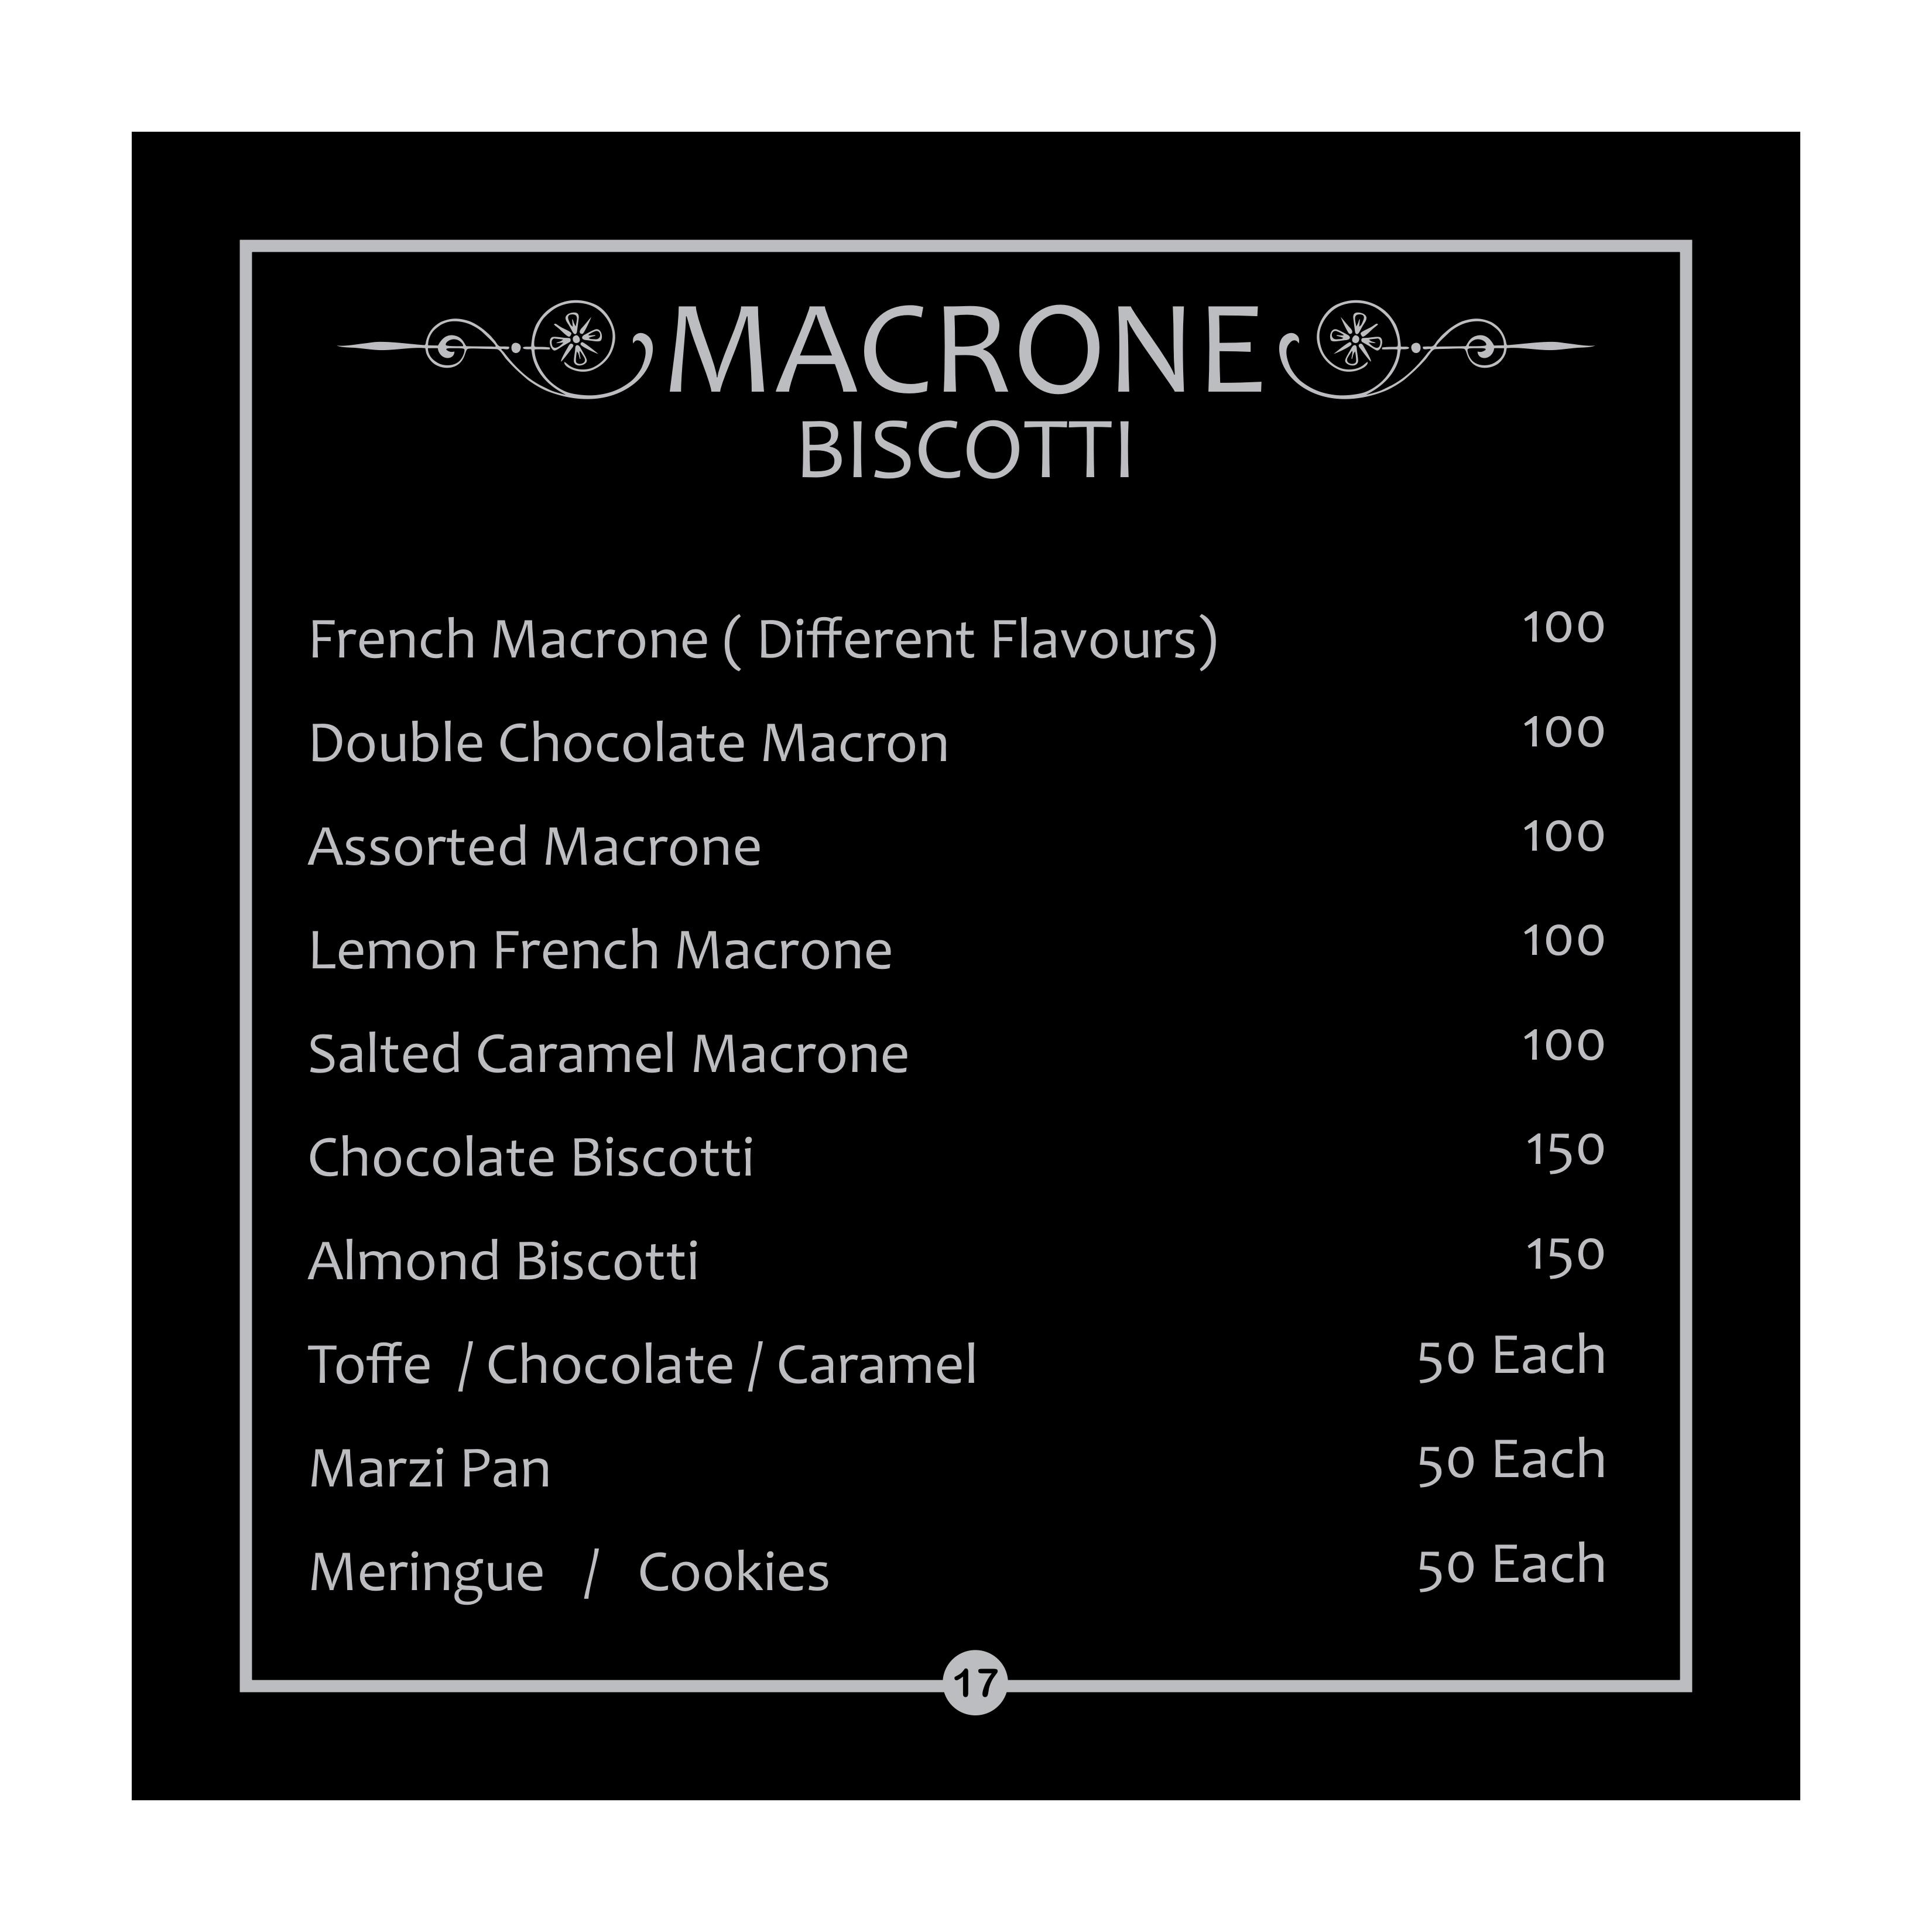 MACRONE
BISCOTTI
French Macrone ( Different Flavours) 100
Double Chocolate Macron 100
Assorted Macrone 100
Lemon French Macrone 100
Salted Caramel Macrone 100
Chocolate Biscotti 150
Almond Biscotti 150
Toffe / Chocolate / Caramel 50 Each
Marzi Pan 50 Each
Meringue / Cookies 50 Each
17